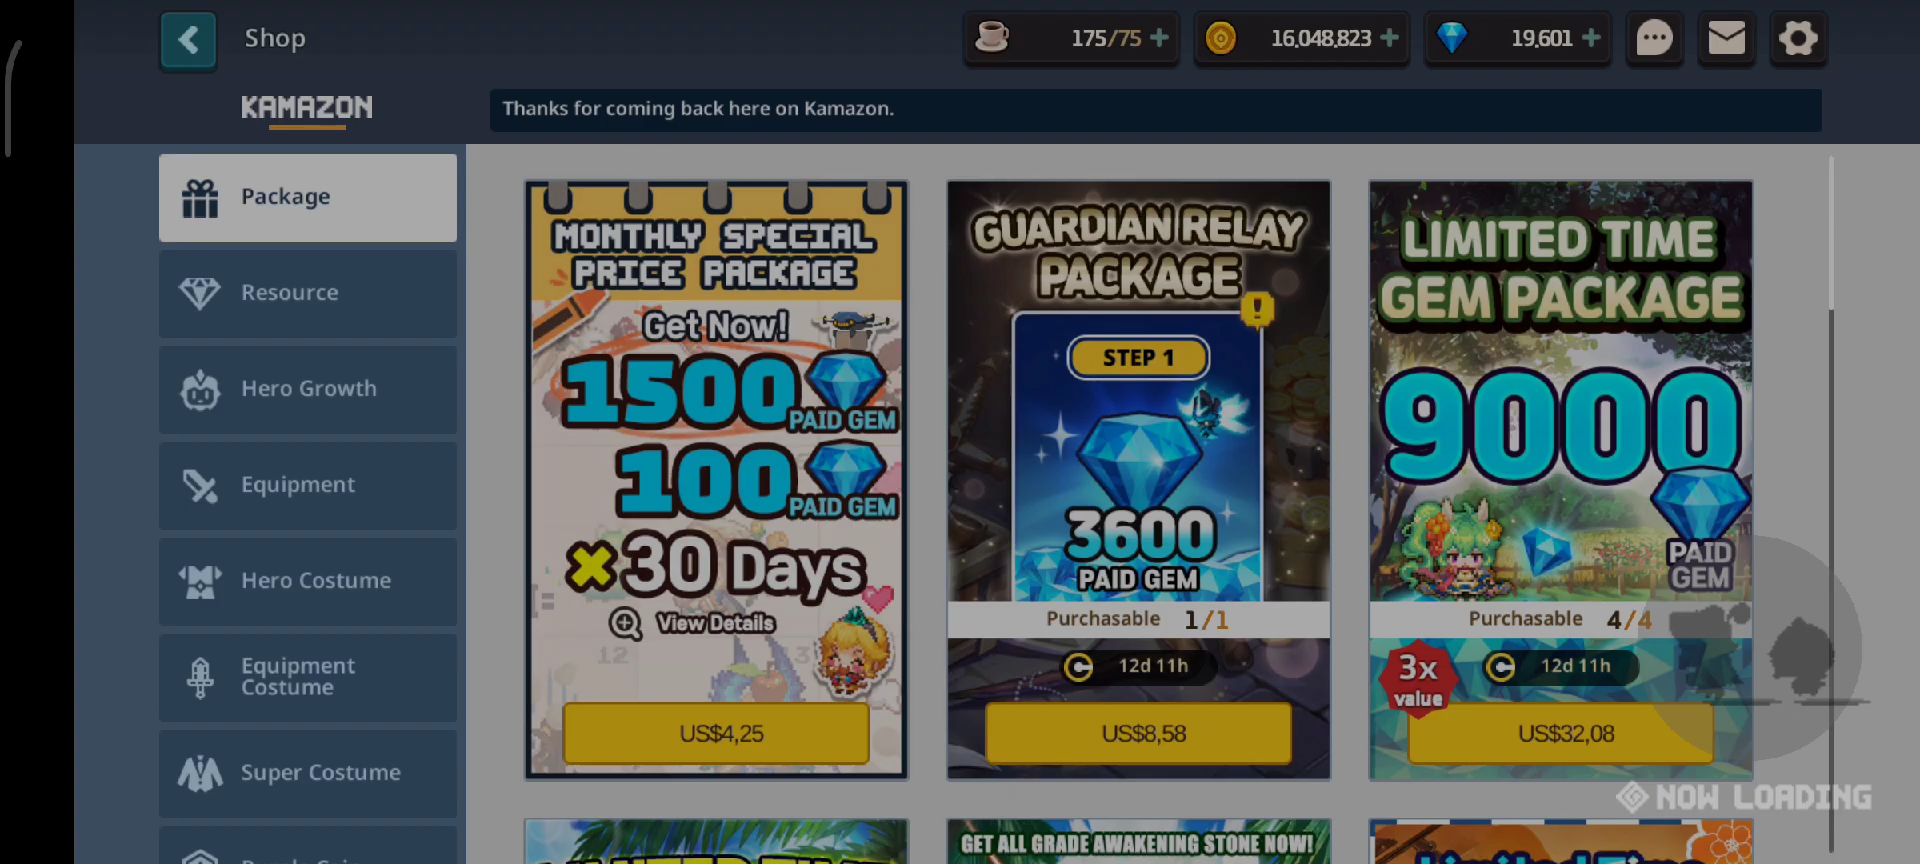 Shop
175/75
16,048,823
19,601
KAMAZON
Thanks for coming back here on Kamazon.
Package
Resource
Hero Growth
Equipment
Hero Costume
Equipment
Costume
Super Costume
MONTHLY SPECIAL
PRICE PACKAGE
Get Now!
1500
PAID GEM
100
PAID GEM
×30 Days
View Details
12
13
US$4,25
GUARDIAN RELAY
PACKAGE
!
STEP 1
3600
PAID GEM
Purchasable 1/1
12d 11h
US$8,58
LIMITED TIME
GEM PACKAGE
9000
PAID
GEM
Purchasable 4/4
3x
value
12d 11h
US$32,08
NOW LOADING
GET ALL GRADE AWAKENING STONE NOW!
Limited Time